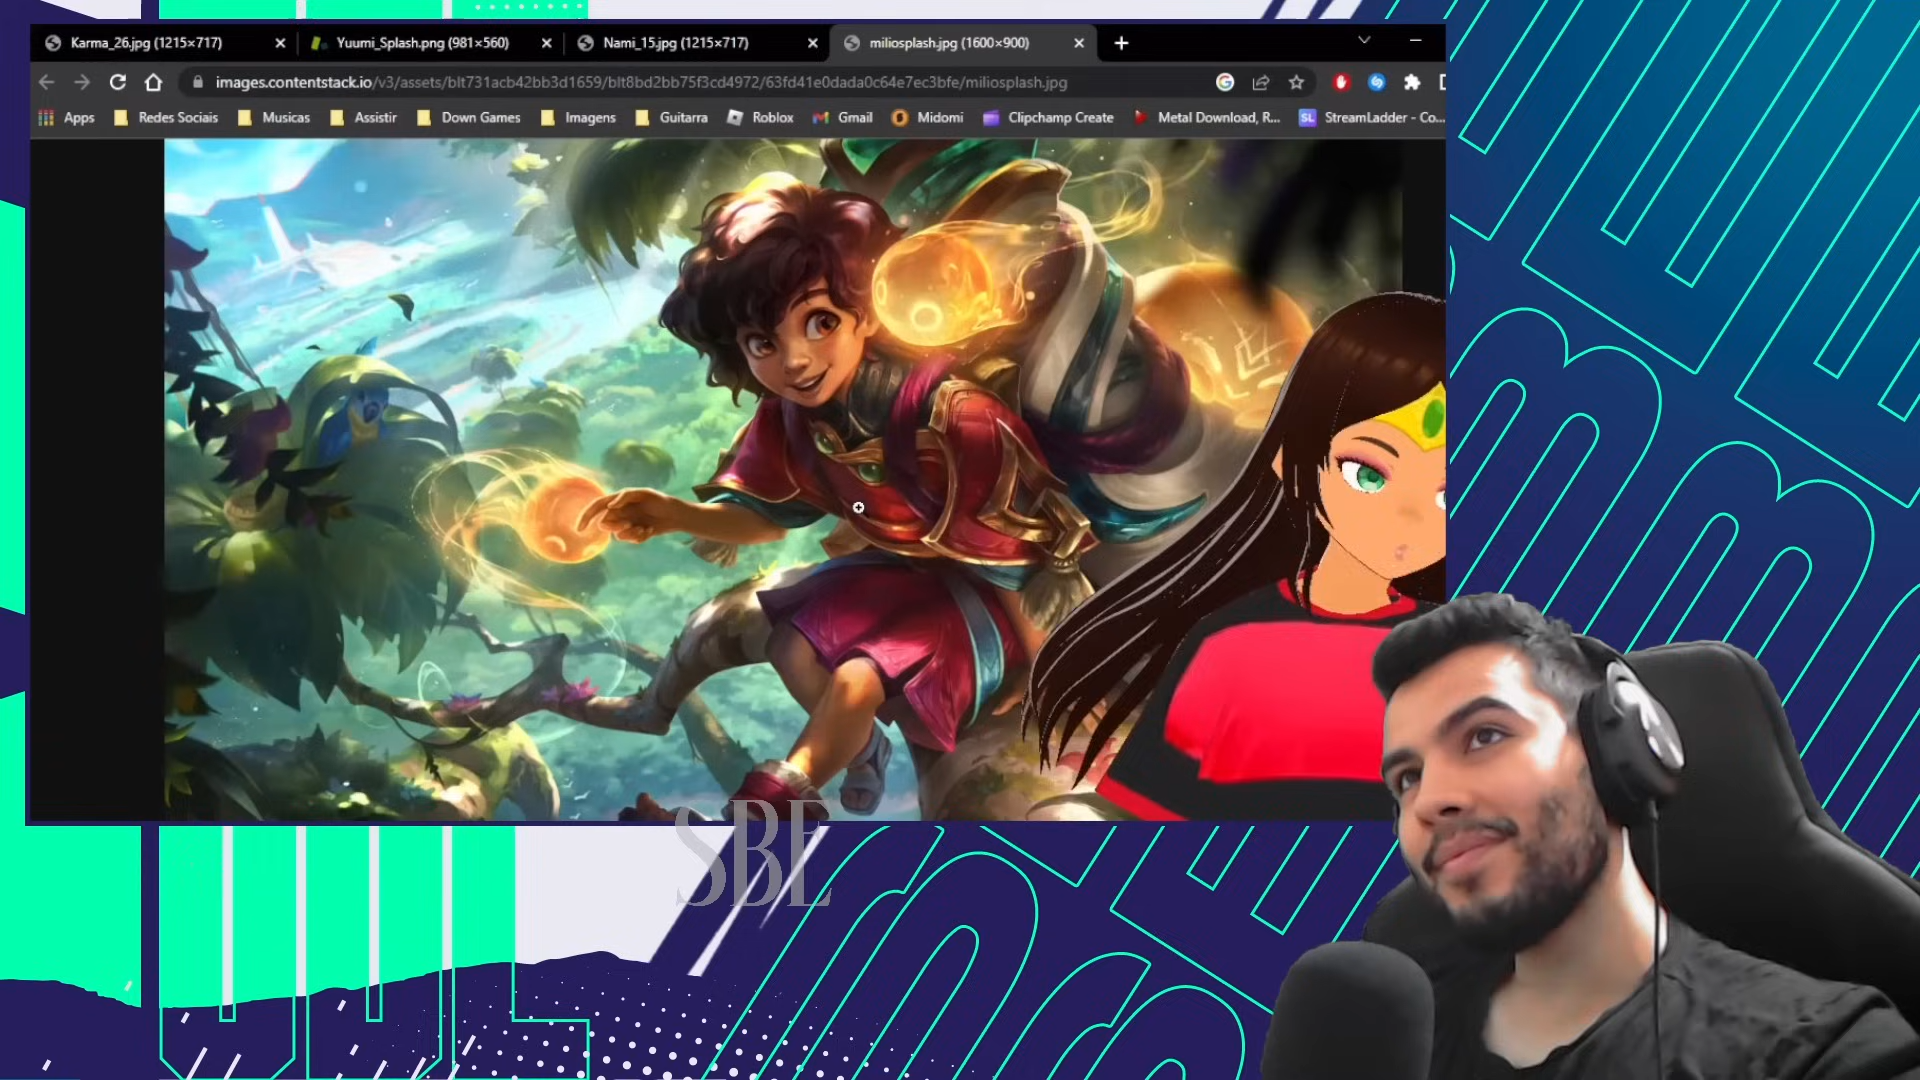 Karma_26.jpg (1215×717)
Yuumi_Splash.png (981×560)
Nami_15.jpg (1215×717)
miliosplash.jpg (1600×900)
images.contentstack.io/v3/assets/blt731acb42bb3d1659/blt8bd2bb75f3cd4972/63fd41e0dada0c64e7ec3bfe/miliosplash.jpg
Apps
Redes Sociais
Musicas
Assistir
Down Games
Imagens
Guitarra
Roblox
Gmail
Midomi
Clipchamp Create
Metal Download, R...
SL
StreamLadder - Co...
SBE